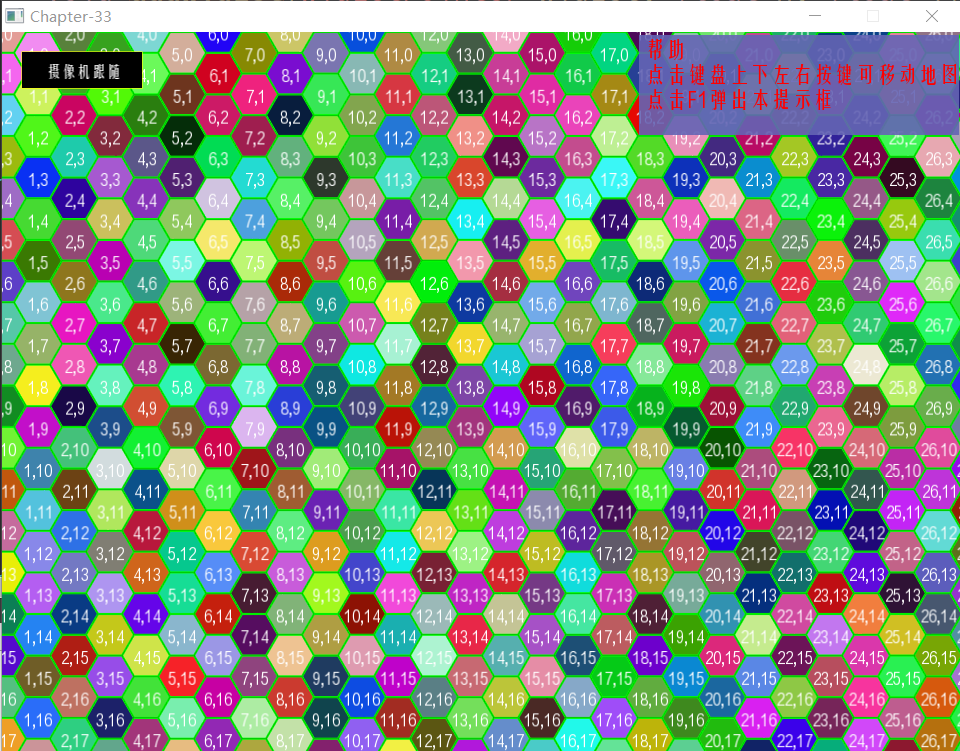 Chapter-33
2,0 4,0 6,0 8,0 10,0 12,0 14,0 16,0
帮助
1,0 5,0 7,0 9,0 11,0 13,0 15,0 17,0
摄像机跟随
点击键盘上下左右按键可移动地图
,1 6,1 8,1 10,1 12,1 14,1 16,1
点击F1弹出本提示框
1,1 3,1 5,1 7,1 9,1 11,1 13,1 15,1 17,1
,2 2,2 4,2 6,2 8,2 10,2 12,2 14,2 16,2
1,2 3,2 5,2 7,2 9,2 11,2 13,2 15,2 17,2 19,2 21,2 23,2 25,2
,3 2,3 4,3 6,3 8,3 10,3 12,3 14,3 16,3 18,3 20,3 22,3 24,3 26,3
1,3 3,3 5,3 7,3 9,3 11,3 13,3 15,3 17,3 19,3 21,3 23,3 25,3
,4 2,4 4,4 6,4 8,4 10,4 12,4 14,4 16,4 18,4 20,4 22,4 24,4 26,4
1,4 3,4 5,4 7,4 9,4 11,4 13,4 15,4 17,4 19,4 21,4 23,4 25,4
,5 2,5 4,5 6,5 8,5 10,5 12,5 14,5 16,5 18,5 20,5 22,5 24,5 26,5
1,5 3,5 5,5 7,5 9,5 11,5 13,5 15,5 17,5 19,5 21,5 23,5 25,5
,6 2,6 4,6 6,6 8,6 10,6 12,6 14,6 16,6 18,6 20,6 22,6 24,6 26,6
1,6 3,6 5,6 7,6 9,6 11,6 13,6 15,6 17,6 19,6 21,6 23,6 25,6
,7 2,7 4,7 6,7 8,7 10,7 12,7 14,7 16,7 18,7 20,7 22,7 24,7 26,7
1,7 3,7 5,7 7,7 9,7 11,7 13,7 15,7 17,7 19,7 21,7 23,7 25,7
,8 2,8 4,8 6,8 8,8 10,8 12,8 14,8 16,8 18,8 20,8 22,8 24,8 26,8
1,8 3,8 5,8 7,8 9,8 11,8 13,8 15,8 17,8 19,8 21,8 23,8 25,8
,9 2,9 4,9 6,9 8,9 10,9 12,9 14,9 16,9 18,9 20,9 22,9 24,9 26,9
1,9 3,9 5,9 7,9 9,9 11,9 13,9 15,9 17,9 19,9 21,9 23,9 25,9
10 2,10 4,10 6,10 8,10 10,10 12,10 14,10 16,10 18,10 20,10 22,10 24,10 26,10
1,10 3,10 5,10 7,10 9,10 11,10 13,10 15,10 17,10 19,10 21,10 23,10 25,10
11 2,11 4,11 6,11 8,11 10,11 12,11 14,11 16,11 18,11 20,11 22,11 24,11 26,11
1,11 3,11 5,11 7,11 9,11 11,11 13,11 15,11 17,11 19,11 21,11 23,11 25,11
12 2,12 4,12 6,12 8,12 10,12 12,12 14,12 16,12 18,12 20,12 22,12 24,12 26,12
1,12 3,12 5,12 7,12 9,12 11,12 13,12 15,12 17,12 19,12 21,12 23,12 25,12
13 2,13 4,13 6,13 8,13 10,13 12,13 14,13 16,13 18,13 20,13 22,13 24,13 26,13
1,13 3,13 5,13 7,13 9,13 11,13 13,13 15,13 17,13 19,13 21,13 23,13 25,13
14 2,14 4,14 6,14 8,14 10,14 12,14 14,14 16,14 18,14 20,14 22,14 24,14 26,14
1,14 3,14 5,14 7,14 9,14 11,14 13,14 15,14 17,14 19,14 21,14 23,14 25,14
15 2,15 4,15 6,15 8,15 10,15 12,15 14,15 16,15 18,15 20,15 22,15 24,15 26,15
1,15 3,15 5,15 7,15 9,15 11,15 13,15 15,15 17,15 19,15 21,15 23,15 25,15
16 2,16 4,16 6,16 8,16 10,16 12,16 14,16 16,16 18,16 20,16 22,16 24,16 26,16
1,16 3,16 5,16 7,16 9,16 11,16 13,16 15,16 17,16 19,16 21,16 23,16 25,16
17 2,17 4,17 6,17 8,17 10,17 12,17 14,17 16,17 18,17 20,17 22,17 24,17 26,17